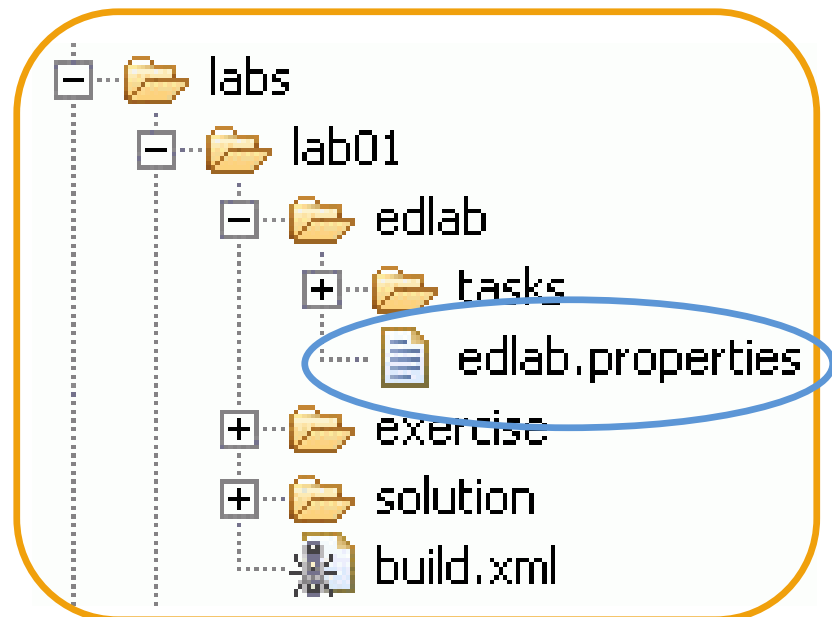 labs
lab01
edlab
tasks
edlab.properties
exercise
solution
build.xml